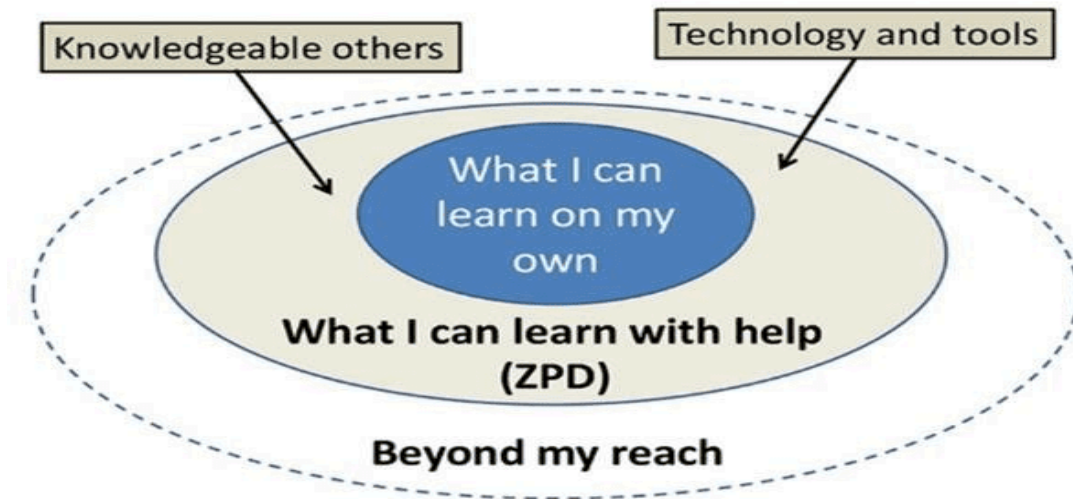 Knowledgeable others
Technology and tools
What I can
learn on my
own
What I can learn with help
(ZPD)
Beyond my reach